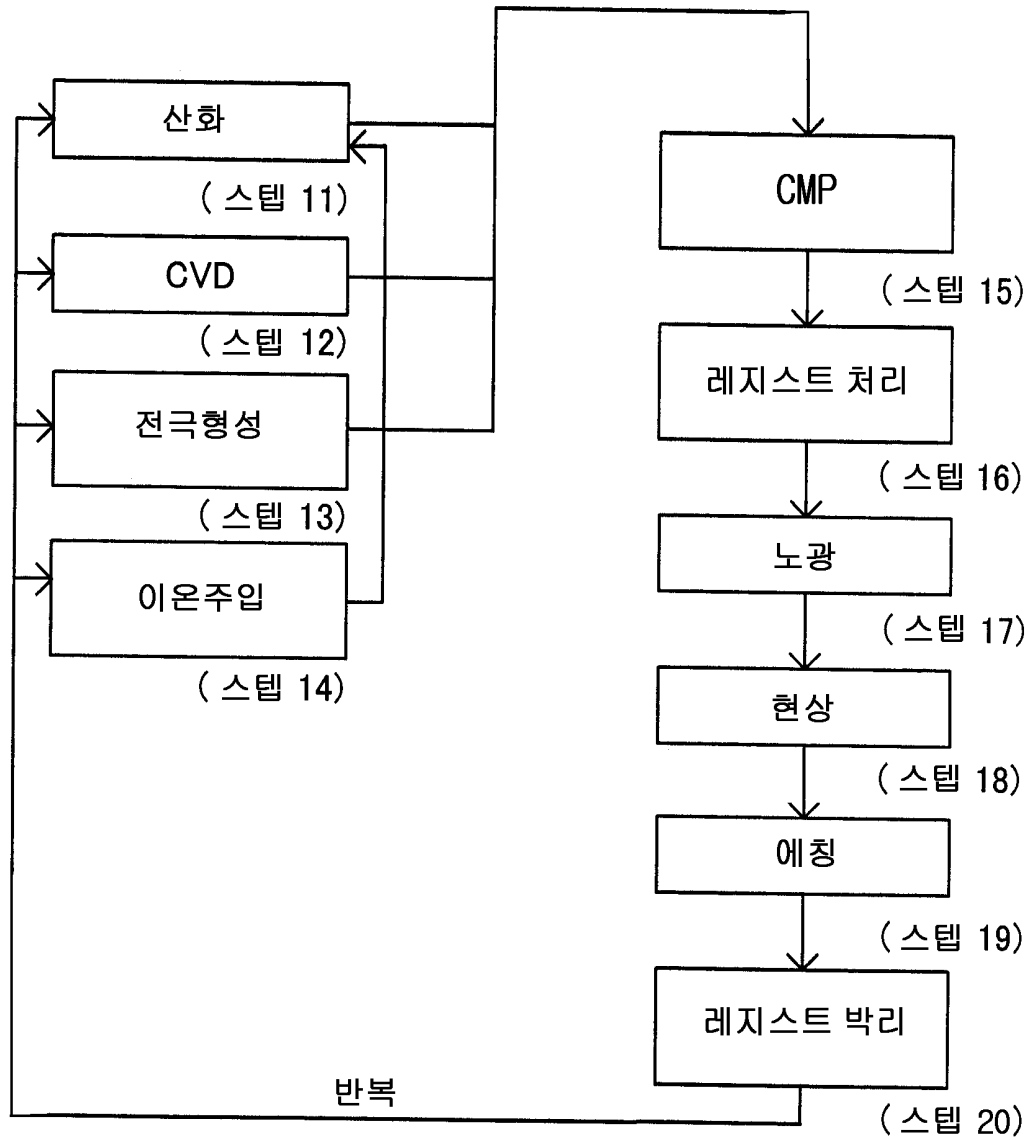 산화
( 스텝 11)
CVD
( 스텝 12)
전극형성
( 스텝 13)
이온주입
( 스텝 14)
CMP
( 스텝 15)
레지스트 처리
( 스텝 16)
노광
( 스텝 17)
현상
( 스텝 18)
에칭
( 스텝 19)
레지스트 박리
( 스텝 20)
반복